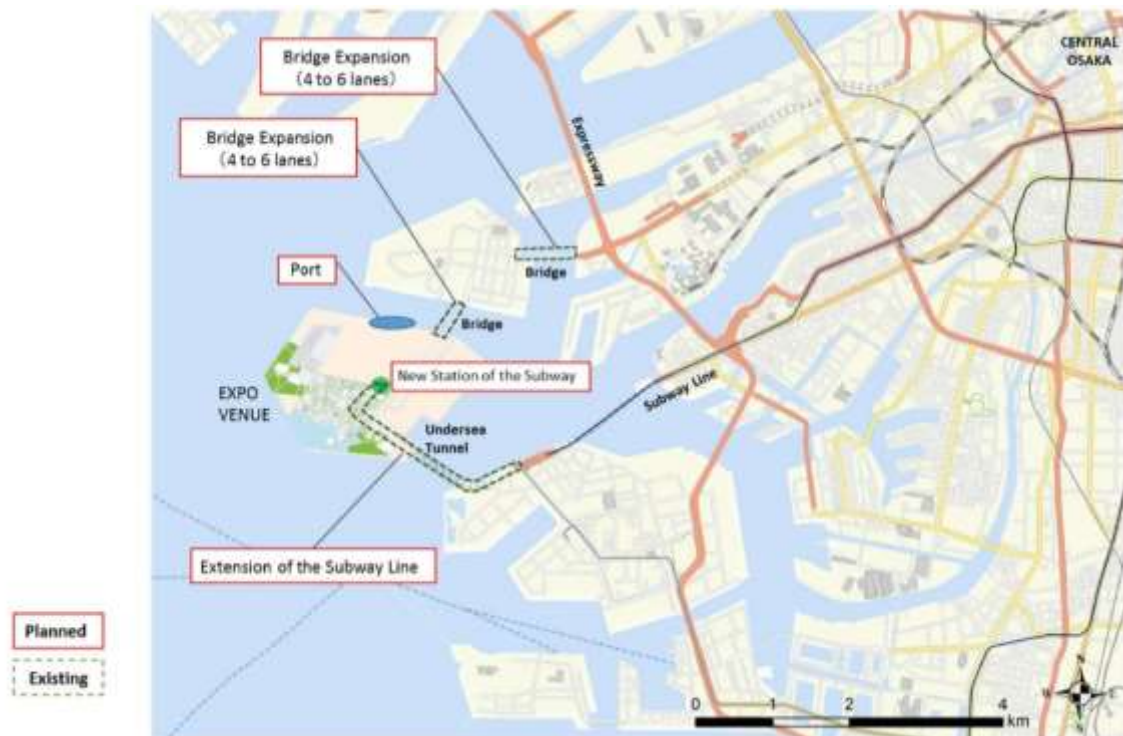 Bridge Expansion
(4 to 6 lanes)
CENTRAL
OSAKA
Bridge Expansion
(4 to 6 lanes)
Expressway
Port
Bridge
Bridge
New Station of the Subway
EXPO
VENUE
Subway Line
Undersea
Tunnel
Extension of the Subway Line
Planned
Existing
N
W
E
S
0 1 2 4
km